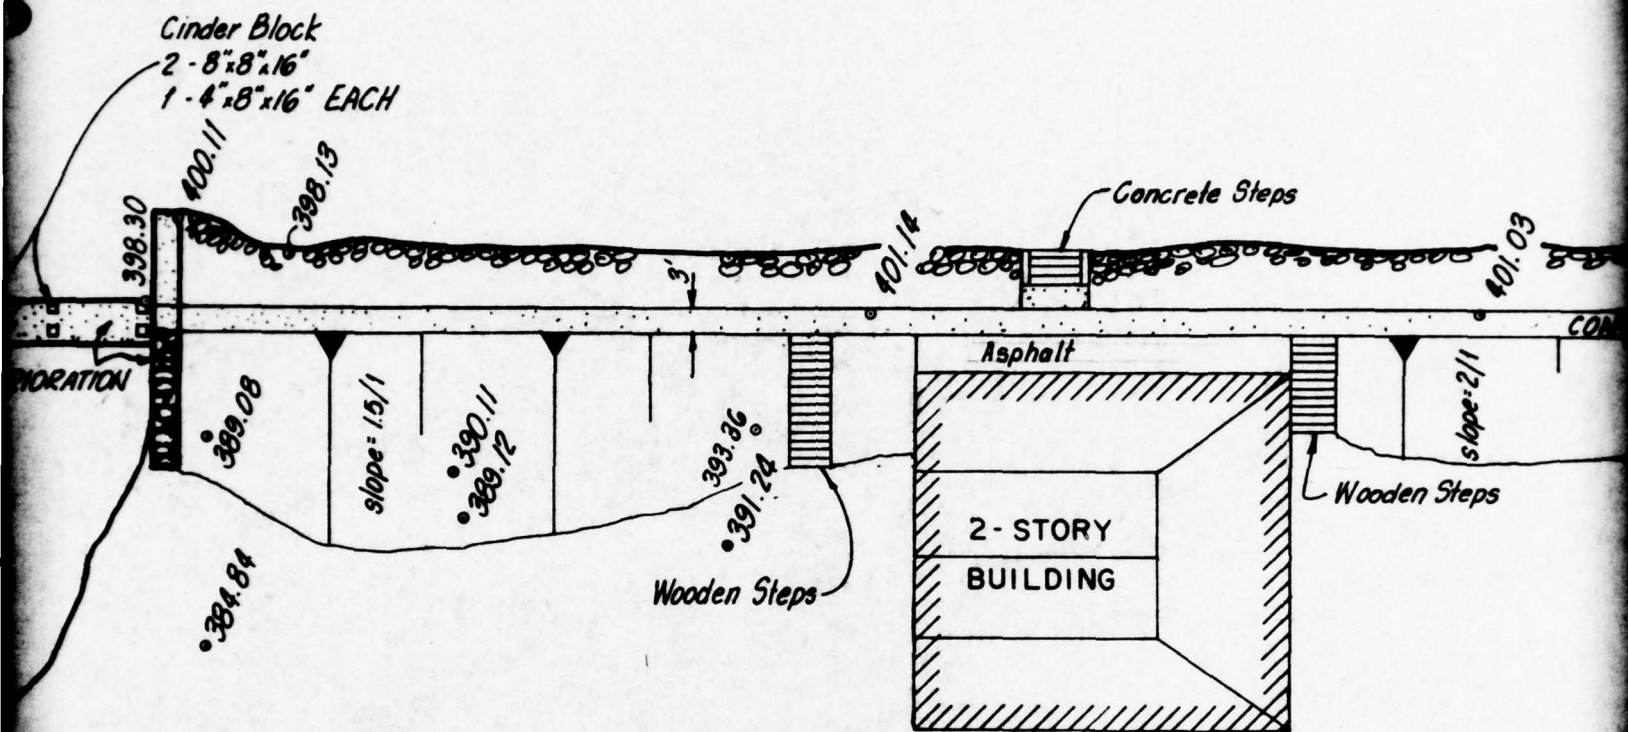 Cinder Block
2 - 8"x8"x16"
1 - 4"x8"x16" EACH
400.11
398.13
398.30
Concrete Steps
401.14
401.03
3'
CON
Asphalt
389.08
slope = 1.5/1
390.11
389.12
393.36
391.24
slope = 2/1
Wooden Steps
2 - STORY
BUILDING
Wooden Steps
384.84